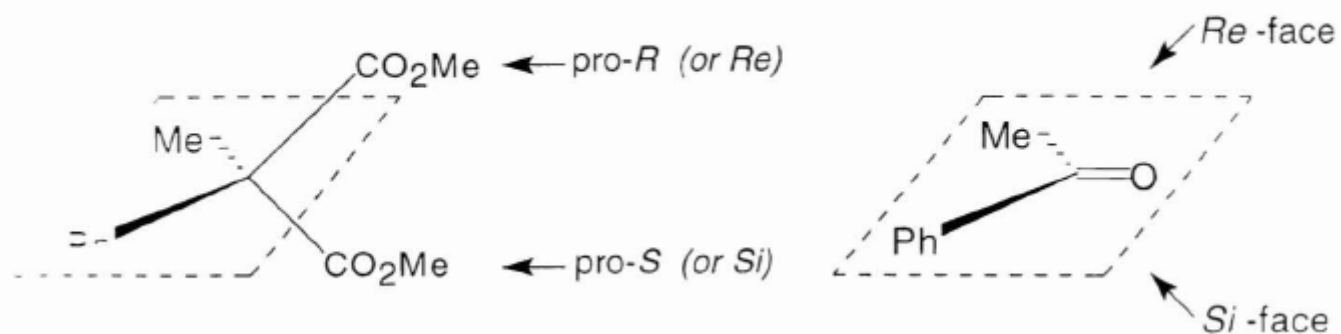 CO2Me
pro-R (or Re)
Me
CO2Me
pro-S (or Si)
Re -face
Me
O
Ph
Si -face